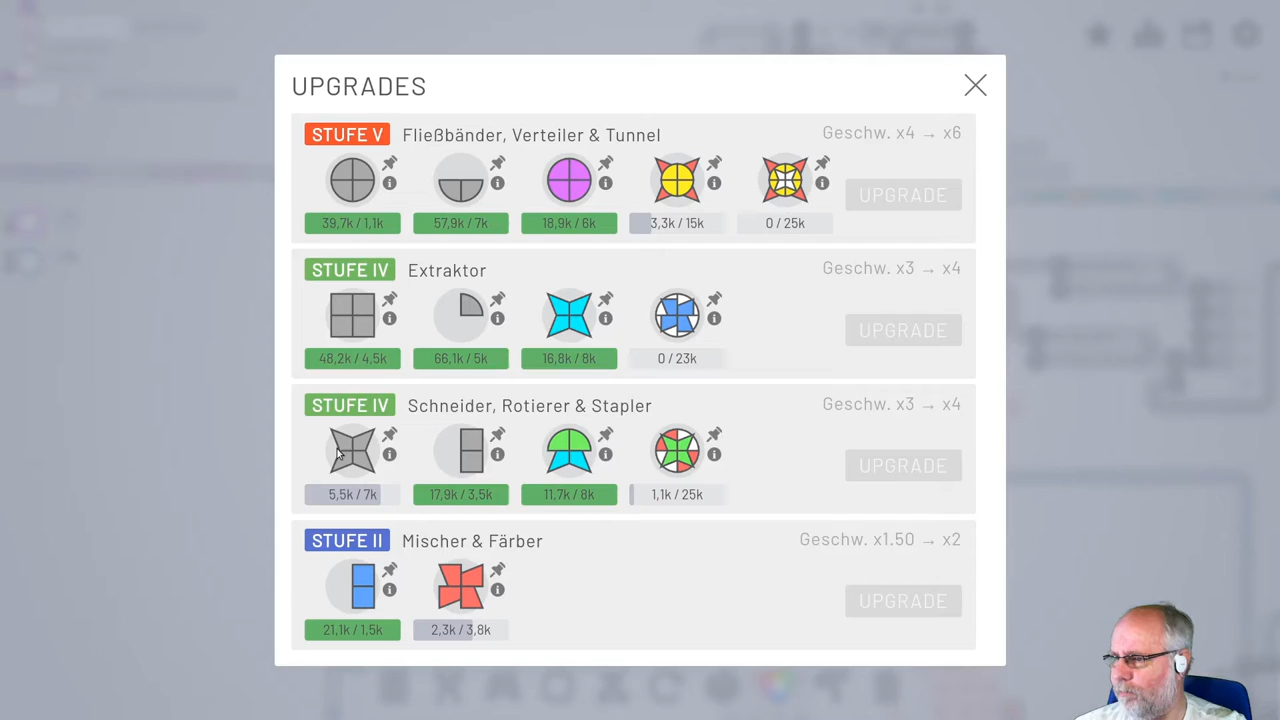 UPGRADES
STUFE V Fließbänder, Verteiler & Tunnel Geschw. x4 → x6
39,7k / 1,1k 57,9k / 7k 18,9k / 6k 3,3k / 15k 0 / 25k UPGRADE
STUFE IV Extraktor Geschw. x3 → x4
48,2k / 4,5k 66,1k / 5k 16,8k / 8k 0 / 23k UPGRADE
STUFE IV Schneider, Rotierer & Stapler Geschw. x3 → x4
5,5k / 7k 17,9k / 3,5k 11,7k / 8k 1,1k / 25k UPGRADE
STUFE II Mischer & Färber Geschw. x1.50 → x2
21,1k / 1,5k 2,3k / 3,8k UPGRADE